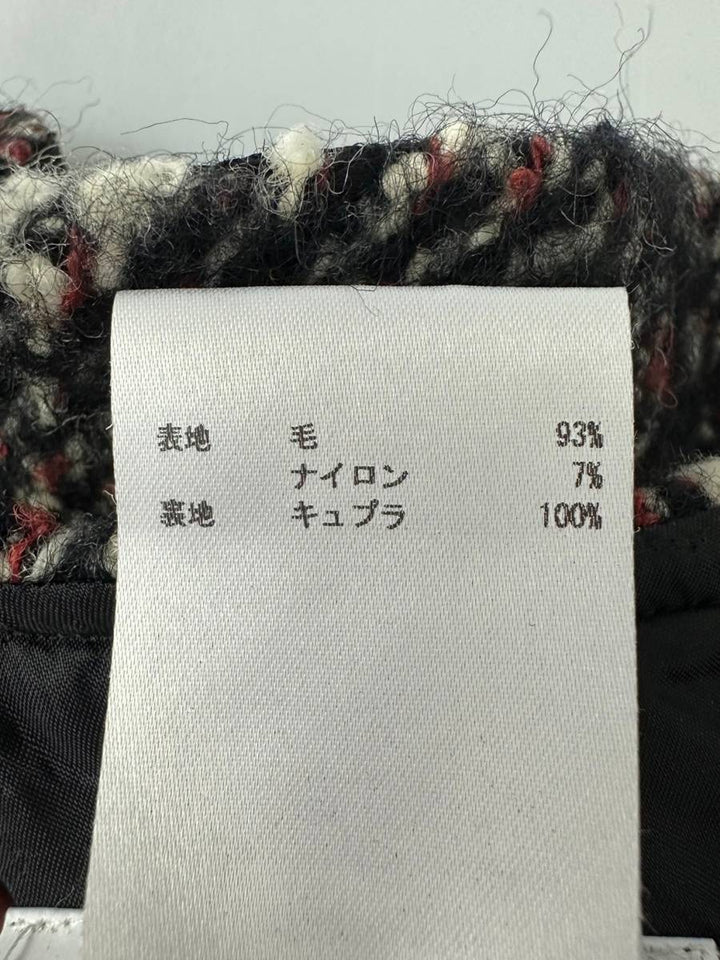 表地 毛 93%
ナイロン 7%
裏地 キュプラ 100%